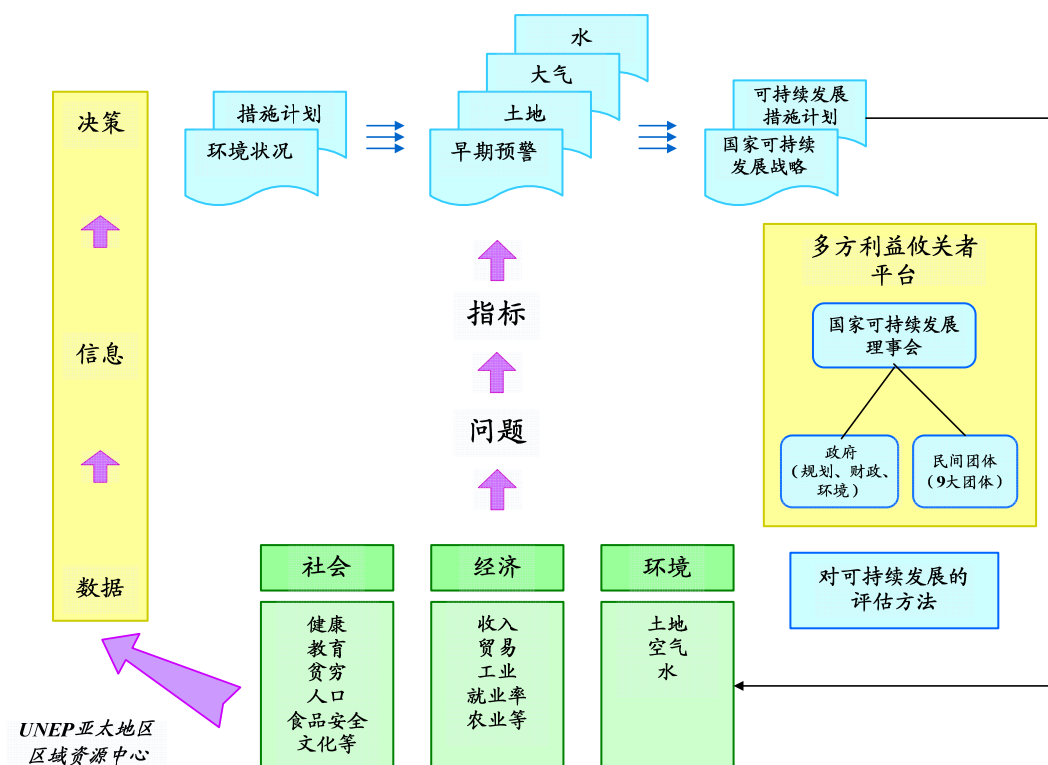 水
大气
土地
早期预警
措施计划
环境状况
可持续发展
措施计划
国家可持续
发展战略
决策
信息
数据
指标
问题
多方利益攸关者
平台
国家可持续发展
理事会
政府
（规划、财政、
环境）
民间团体
（9大团体）
社会
经济
环境
健康
教育
贫穷
人口
食品安全
文化等
收入
贸易
工业
就业率
农业等
土地
空气
水
对可持续发展的
评估方法
UNEP亚太地区
区域资源中心